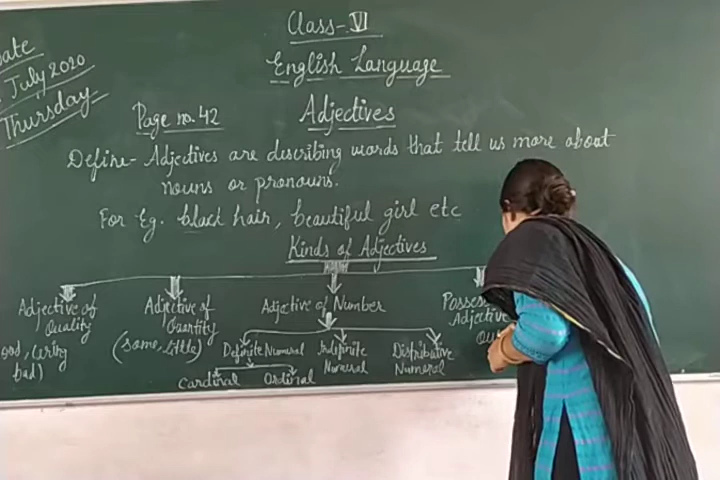 Class-VI
English Language
Date
July 2020
Thursday
Page no. 42
Adjectives
Define- Adjectives are describing words that tell us more about
nouns or pronouns.
For Eg. black hair, beautiful girl etc
Kinds of Adjectives
Adjective of
Quality
bad)
Adjective of
Quantity
(some, little)
Adjective of Number
Definite Numeral
Cardinal
Ordinal
Indefinite
Numeral
Distributive
Numeral
Adjective